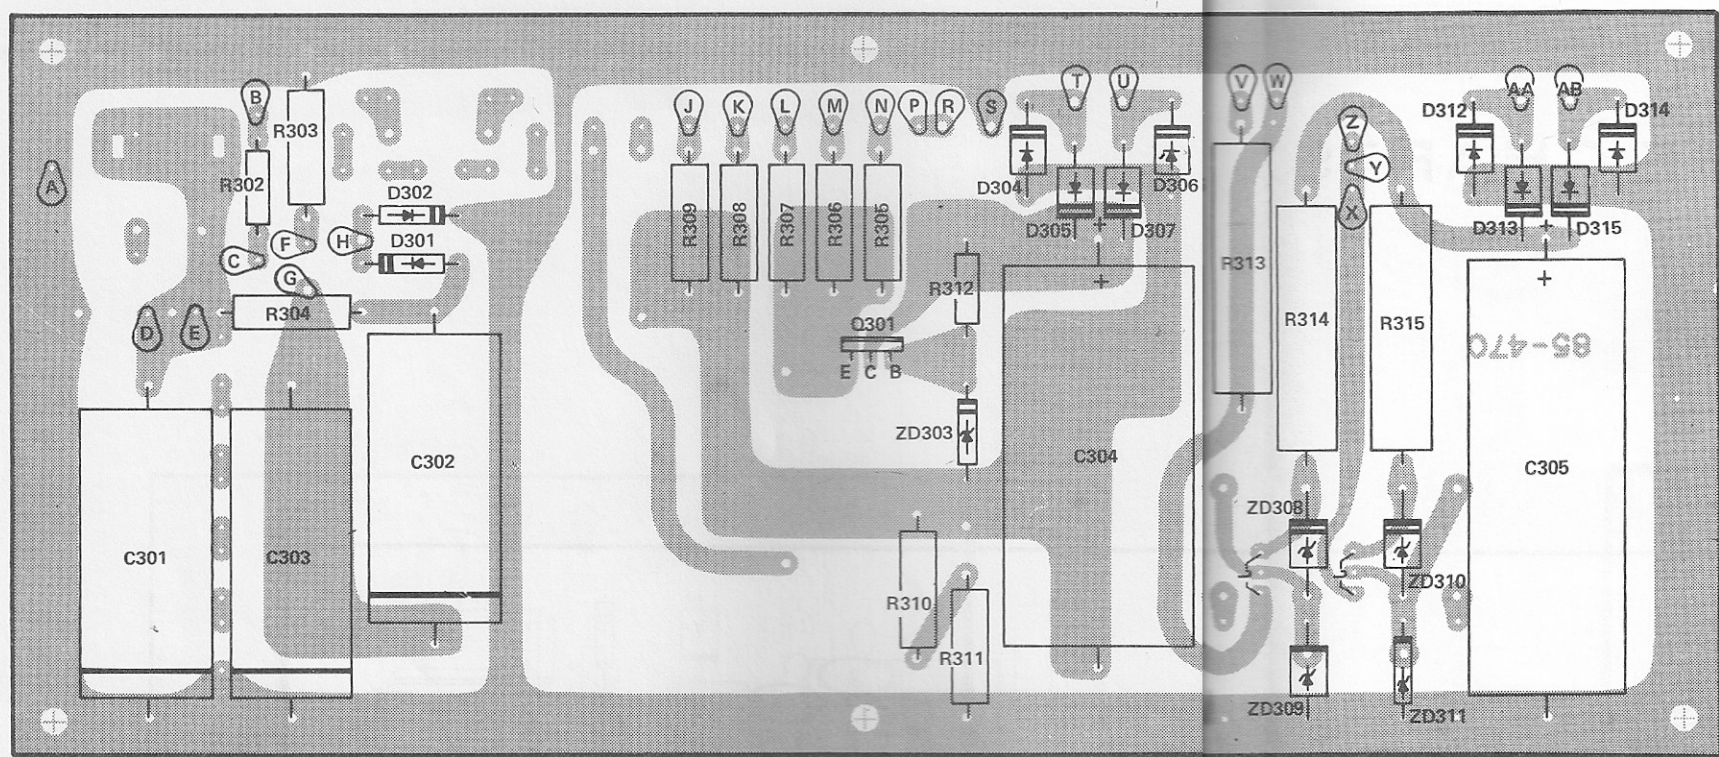 B J K L M N P R S T U V W AA AB
R303 D312 D314
Z
Y
A R302 D302 D304 D306
X
R309 R308 R307 R306 R305 D305 + D307 D313 + D315
C F H D301
G R312 + R313 +
R304
D E Q301 R314 R315
E C B 85-470
ZD303
C302 C304 C305
ZD308
C301 C303
ZD310
R310
R311
ZD309 ZD311